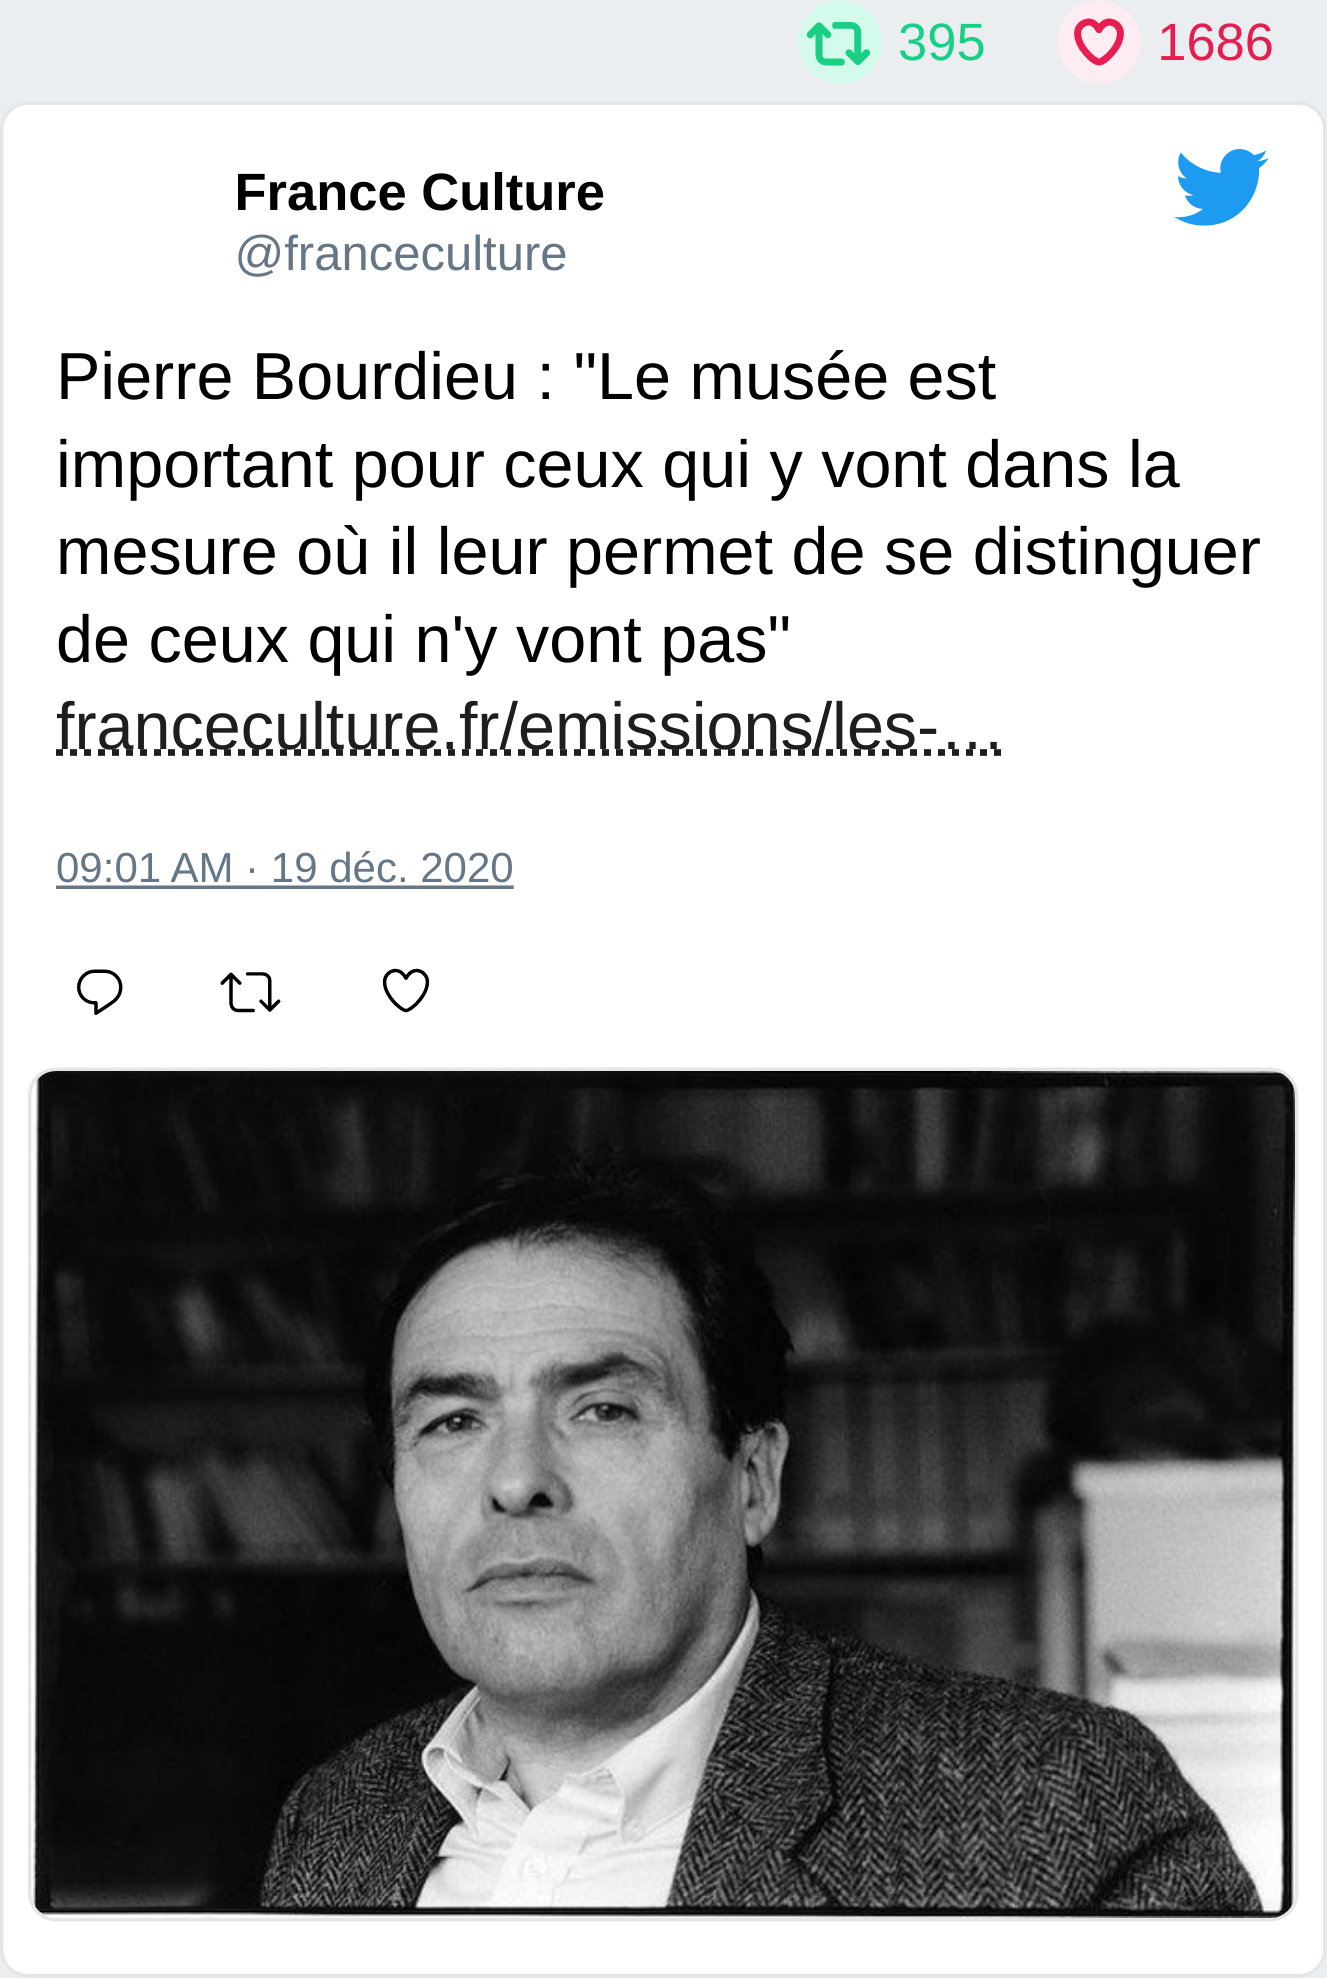 395 1686
France Culture
@franceculture
Pierre Bourdieu : "Le musée est
important pour ceux qui y vont dans la
mesure où il leur permet de se distinguer
de ceux qui n'y vont pas"
franceculture.fr/emissions/les-…
09:01 AM · 19 déc. 2020